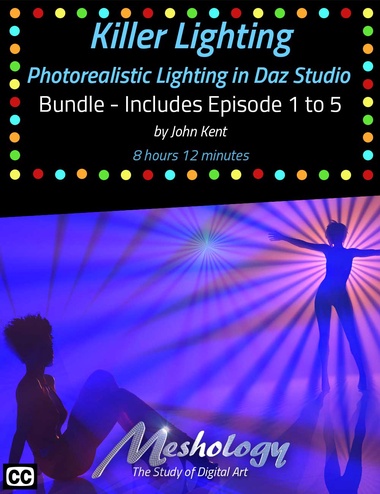 Killer Lighting
Photorealistic Lighting in Daz Studio
Bundle - Includes Episode 1 to 5
by John Kent
8 hours 12 minutes
Meshology
The Study of Digital Art
CC